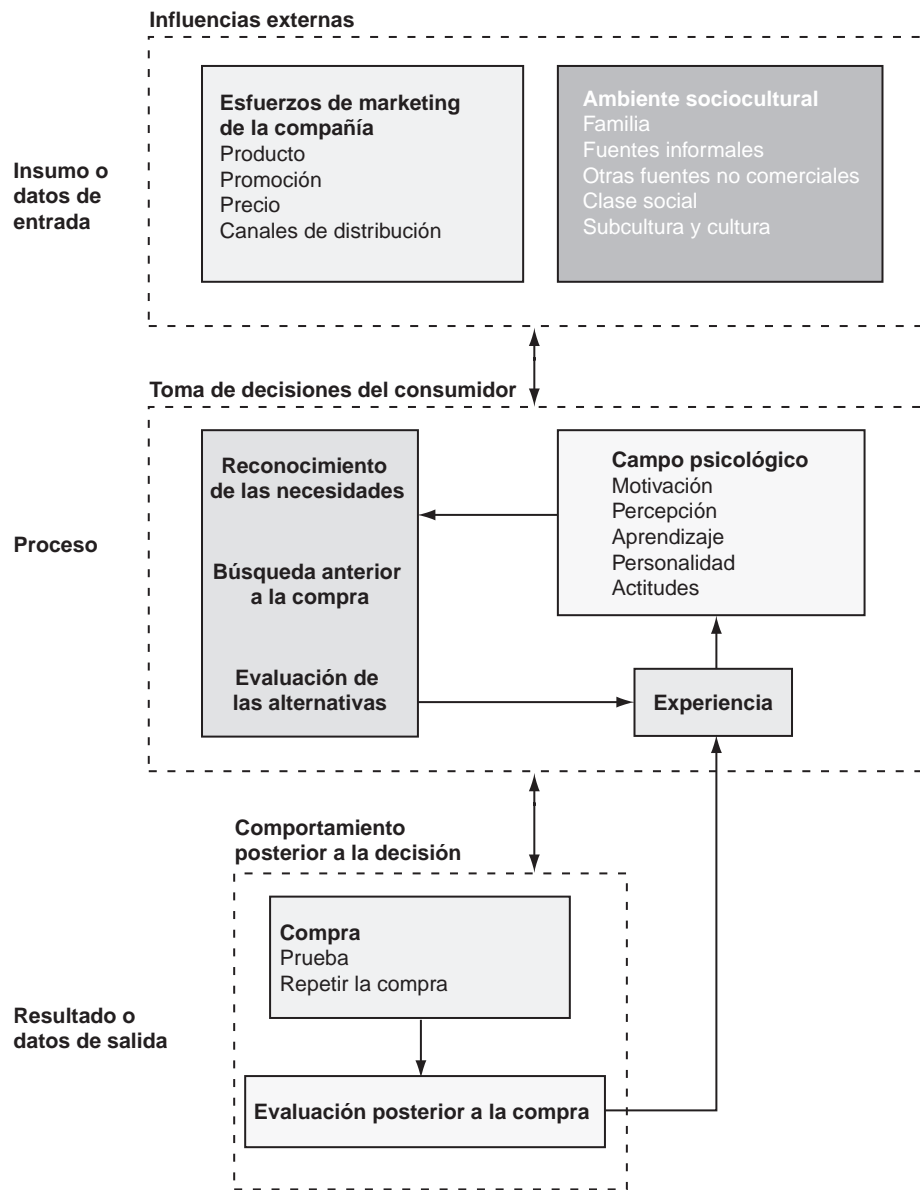 Influencias externas
Insumo o
datos de
entrada
Esfuerzos de marketing
de la compañía
Producto
Promoción
Precio
Canales de distribución
Ambiente sociocultural
Familia
Fuentes informales
Otras fuentes no comerciales
Clase social
Subcultura y cultura
Toma de decisiones del consumidor
Proceso
Reconocimiento
de las necesidades
Búsqueda anterior
a la compra
Evaluación de
las alternativas
Campo psicológico
Motivación
Percepción
Aprendizaje
Personalidad
Actitudes
Experiencia
Comportamiento
posterior a la decisión
Resultado o
datos de salida
Compra
Prueba
Repetir la compra
Evaluación posterior a la compra